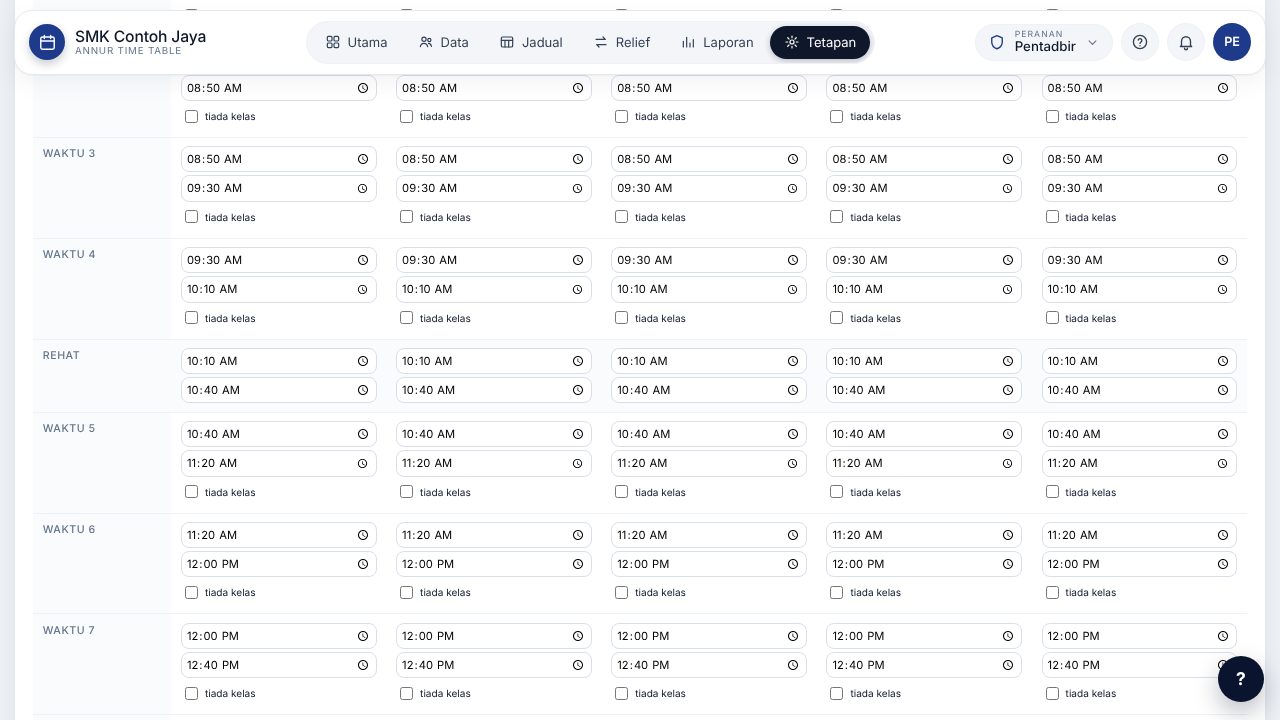 SMK Contoh Jaya
ANNUR TIME TABLE
Utama Data Jadual Relief Laporan Tetapan
PERANAN
Pentadbir
PE
08:50 AM 08:50 AM 08:50 AM 08:50 AM 08:50 AM
tiada kelas tiada kelas tiada kelas tiada kelas tiada kelas
WAKTU 3
08:50 AM 08:50 AM 08:50 AM 08:50 AM 08:50 AM
09:30 AM 09:30 AM 09:30 AM 09:30 AM 09:30 AM
tiada kelas tiada kelas tiada kelas tiada kelas tiada kelas
WAKTU 4
09:30 AM 09:30 AM 09:30 AM 09:30 AM 09:30 AM
10:10 AM 10:10 AM 10:10 AM 10:10 AM 10:10 AM
tiada kelas tiada kelas tiada kelas tiada kelas tiada kelas
REHAT
10:10 AM 10:10 AM 10:10 AM 10:10 AM 10:10 AM
10:40 AM 10:40 AM 10:40 AM 10:40 AM 10:40 AM
WAKTU 5
10:40 AM 10:40 AM 10:40 AM 10:40 AM 10:40 AM
11:20 AM 11:20 AM 11:20 AM 11:20 AM 11:20 AM
tiada kelas tiada kelas tiada kelas tiada kelas tiada kelas
WAKTU 6
11:20 AM 11:20 AM 11:20 AM 11:20 AM 11:20 AM
12:00 PM 12:00 PM 12:00 PM 12:00 PM 12:00 PM
tiada kelas tiada kelas tiada kelas tiada kelas tiada kelas
WAKTU 7
12:00 PM 12:00 PM 12:00 PM 12:00 PM 12:00 PM
12:40 PM 12:40 PM 12:40 PM 12:40 PM 12:40 PM
tiada kelas tiada kelas tiada kelas tiada kelas tiada kelas
?